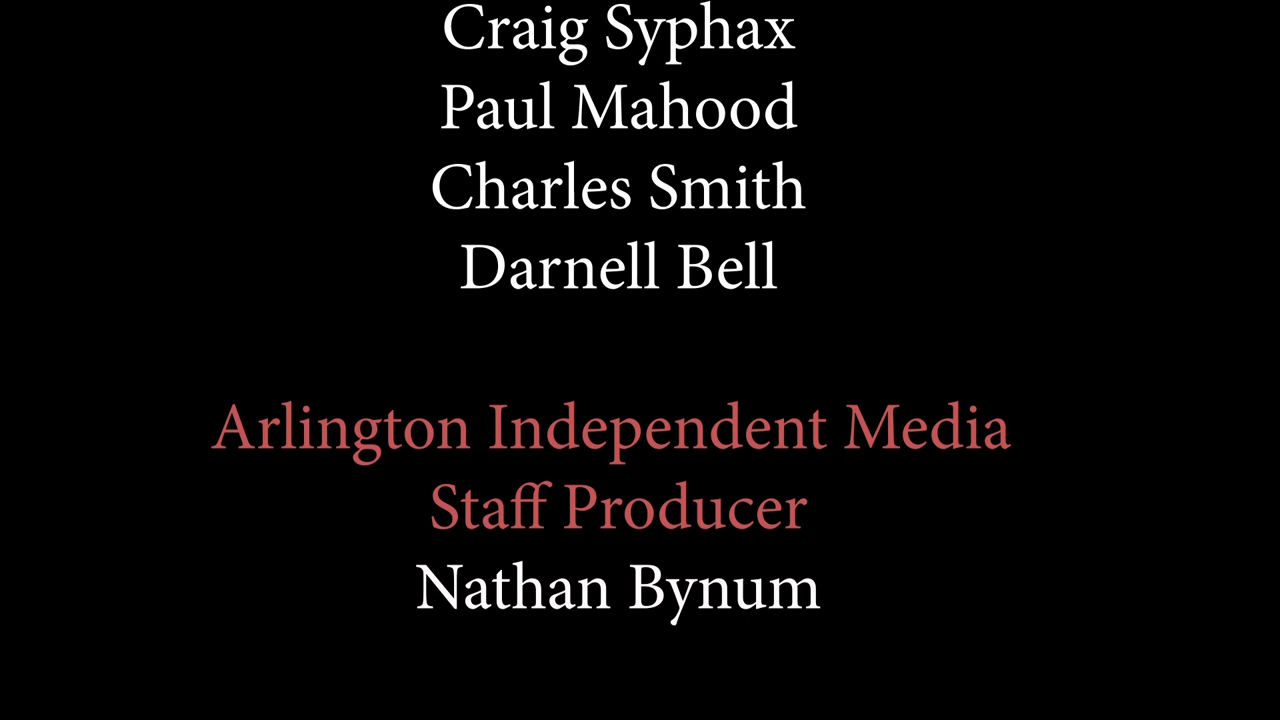 Craig Syphax
Paul Mahood
Charles Smith
Darnell Bell
Arlington Independent Media
Staff Producer
Nathan Bynum